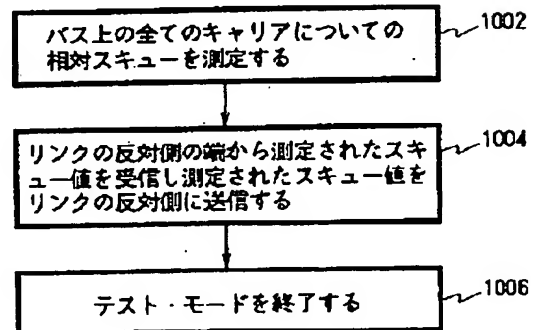 バス上の全てのキャリアについての
相対スキューを測定する
1002
リンクの反対側の端から測定されたスキ
ュー値を受信し測定されたスキュー値を
リンクの反対側に送信する
1004
テスト・モードを終了する
1006